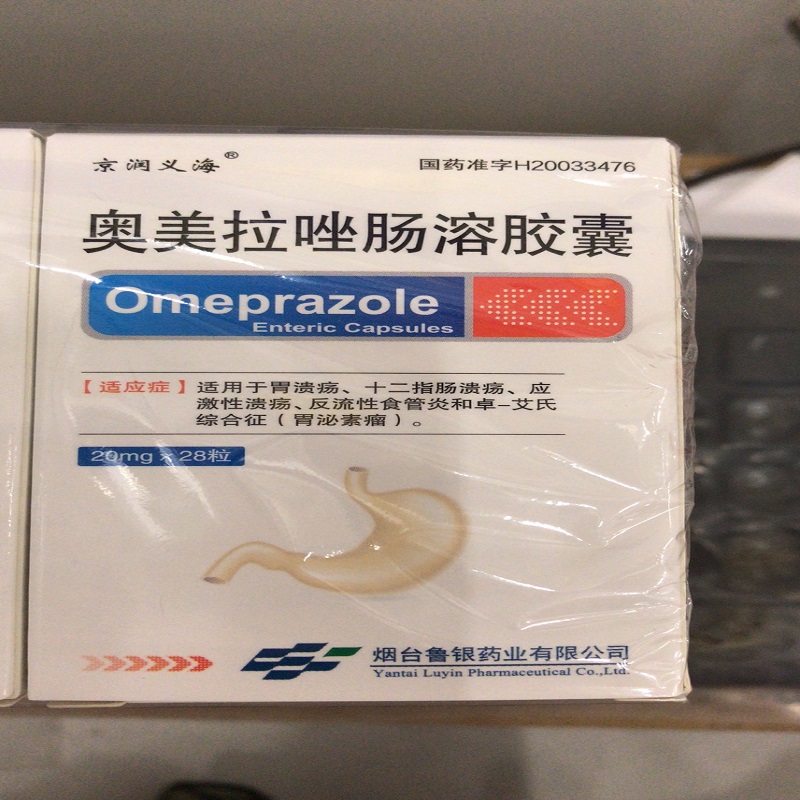 京润义海®
国药准字H20033476
奥美拉唑肠溶胶囊
Omeprazole
Enteric Capsules
【适应症】适用于胃溃疡、十二指肠溃疡、应
激性溃疡、反流性食管炎和卓-艾氏
综合征（胃泌素瘤）。
20mg×28粒
烟台鲁银药业有限公司
Yantai Luyin Pharmaceutical Co.,Ltd.